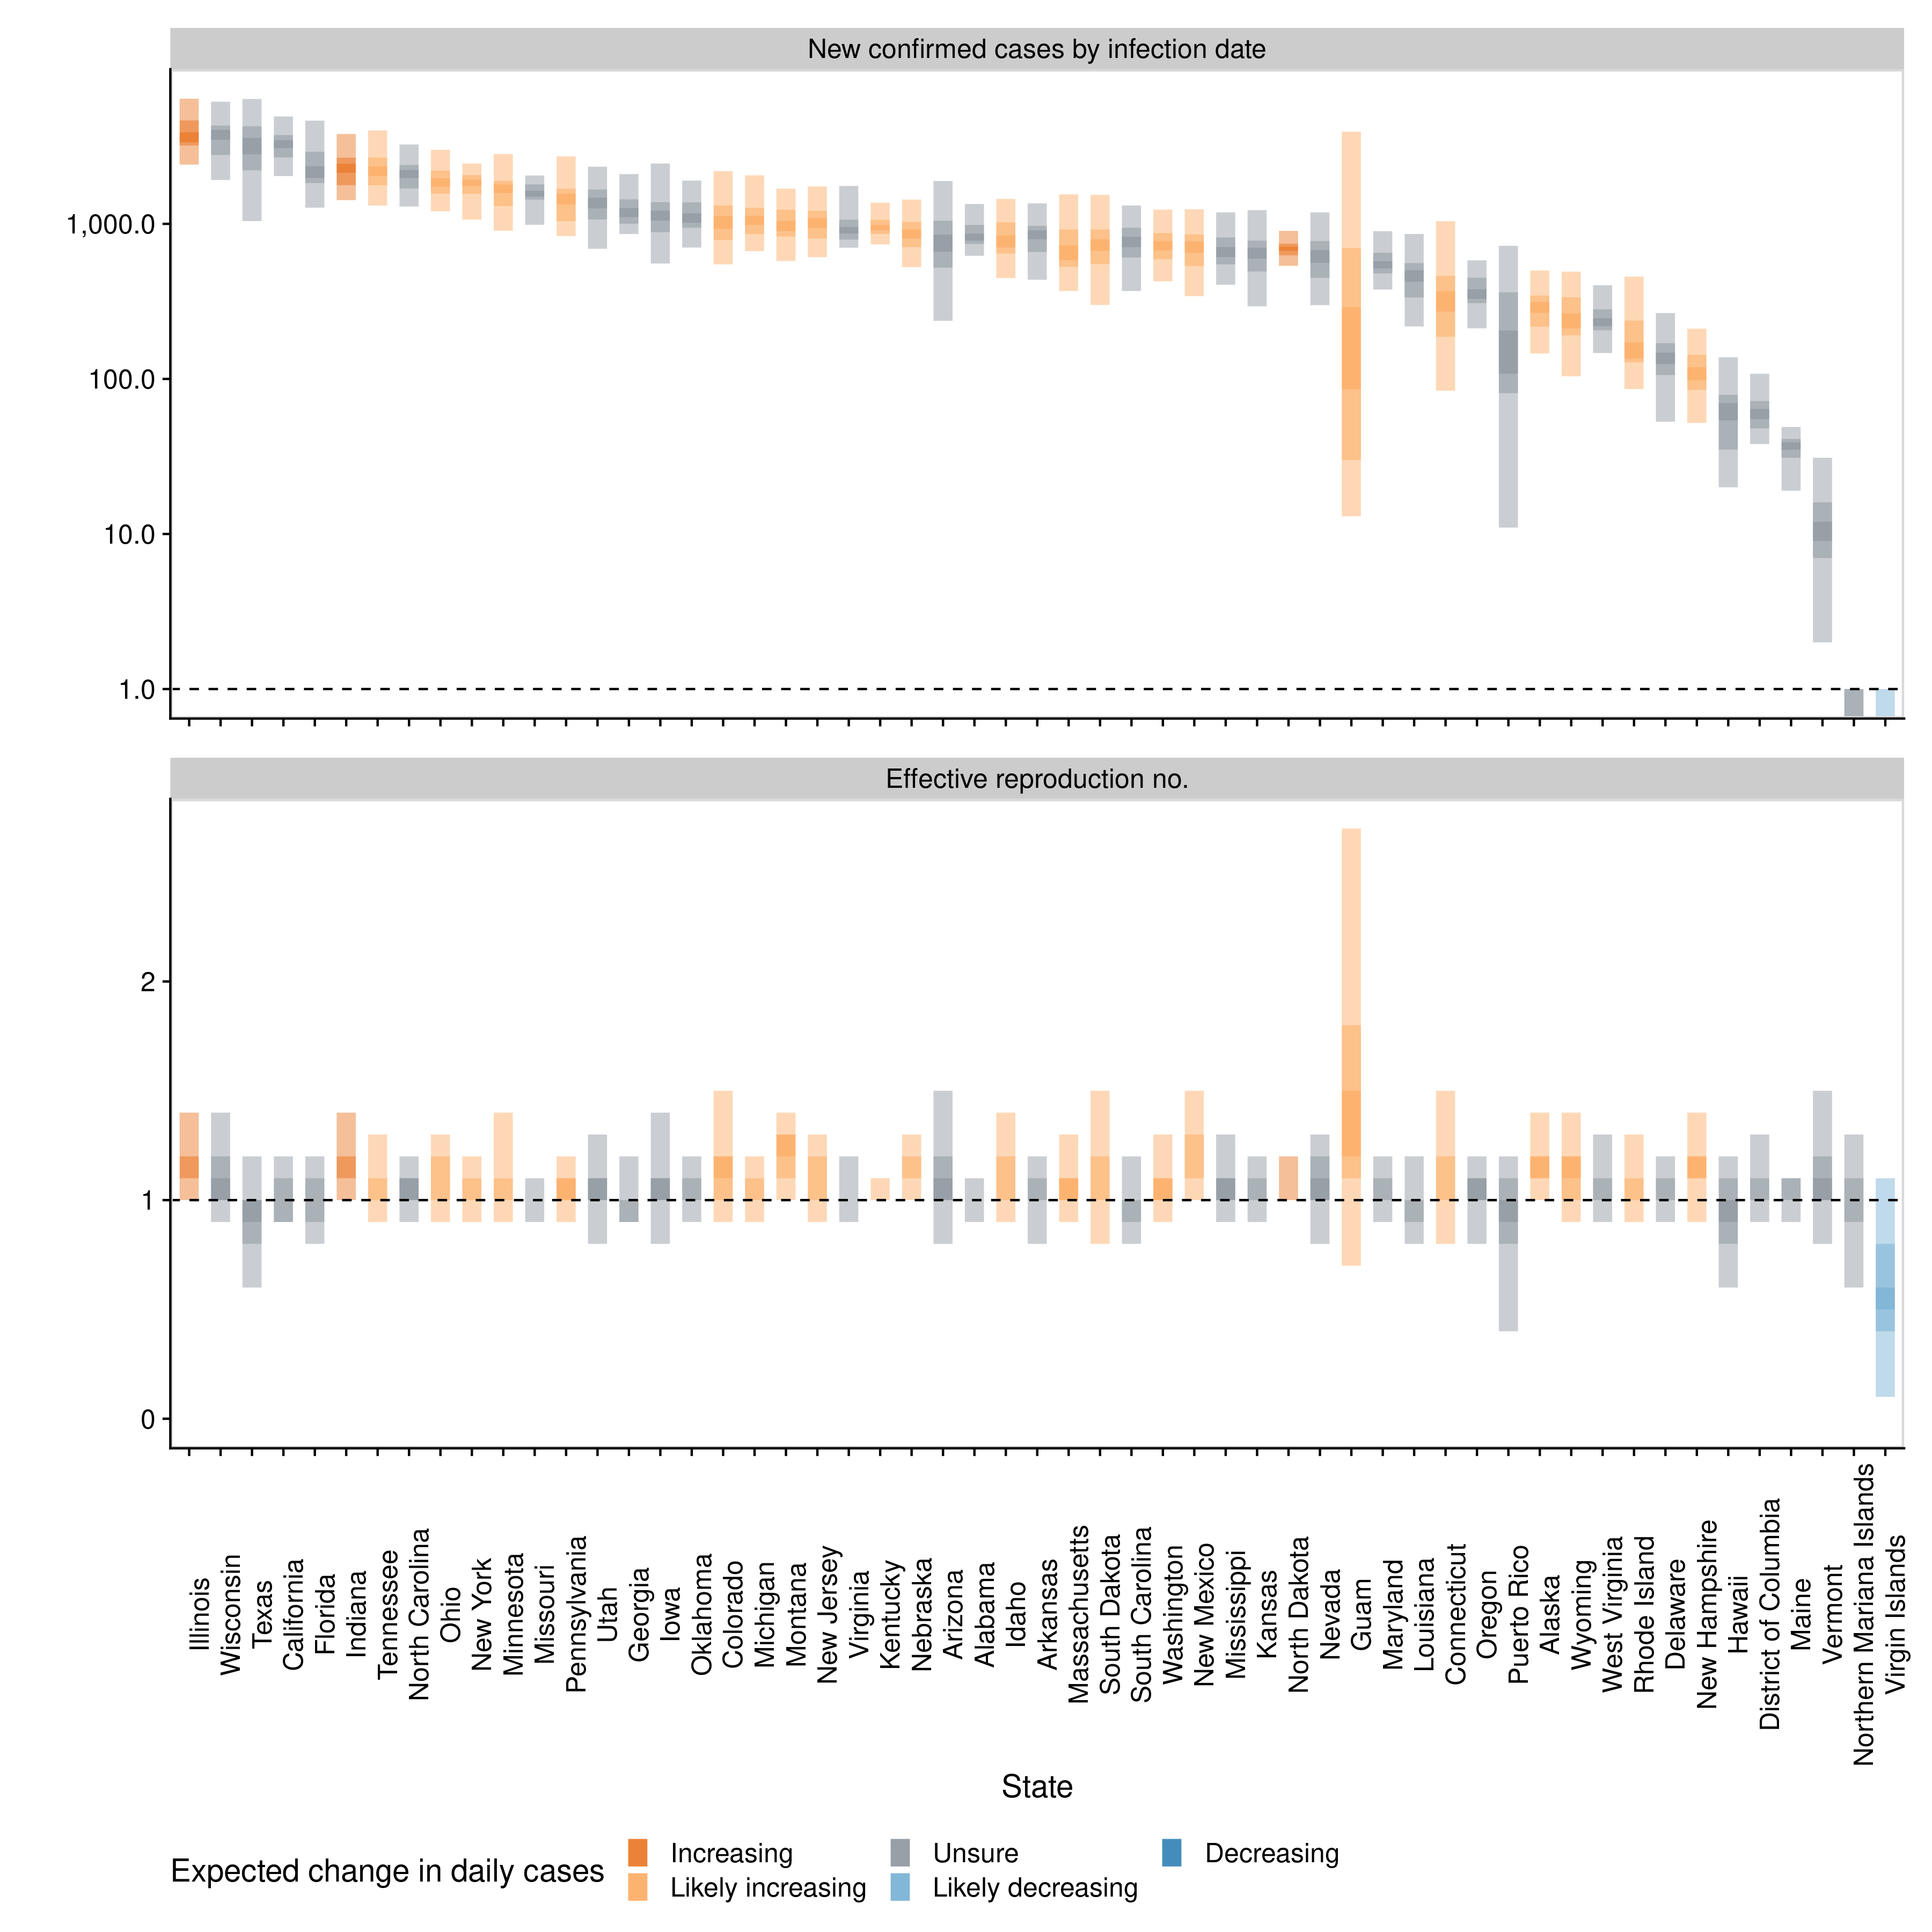 New confirmed cases by infection date
1,000.0
100.0
10.0
1.0
Effective reproduction no.
2
1
0
Illinois
Wisconsin
Texas
California
Florida
Indiana
Tennessee
North Carolina
Ohio
New York
Minnesota
Missouri
Pennsylvania
Utah
Georgia
Iowa
Oklahoma
Colorado
Michigan
Montana
New Jersey
Virginia
Kentucky
Nebraska
Arizona
Alabama
Idaho
Arkansas
Massachusetts
South Dakota
South Carolina
Washington
New Mexico
Mississippi
Kansas
North Dakota
Nevada
Guam
Maryland
Louisiana
Connecticut
Oregon
Puerto Rico
Alaska
Wyoming
West Virginia
Rhode Island
Delaware
New Hampshire
Hawaii
District of Columbia
Maine
Vermont
Northern Mariana Islands
Virgin Islands
State
Expected change in daily cases
Increasing
Likely increasing
Unsure
Likely decreasing
Decreasing